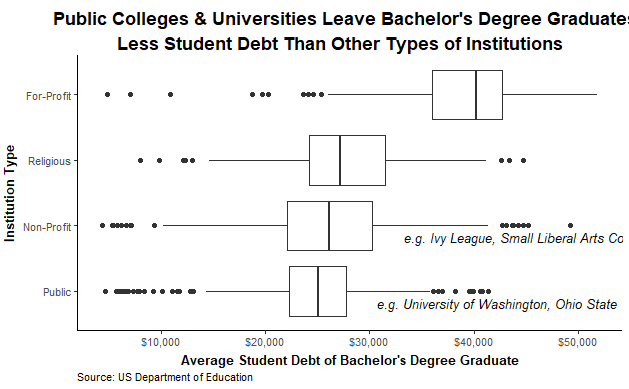 Public Colleges & Universities Leave Bachelor's Degree Graduates
Less Student Debt Than Other Types of Institutions
Institution Type
For-Profit
Religious
Non-Profit
e.g. Ivy League, Small Liberal Arts Co
Public
e.g. University of Washington, Ohio State
$10,000 $20,000 $30,000 $40,000 $50,000
Average Student Debt of Bachelor's Degree Graduate
Source: US Department of Education